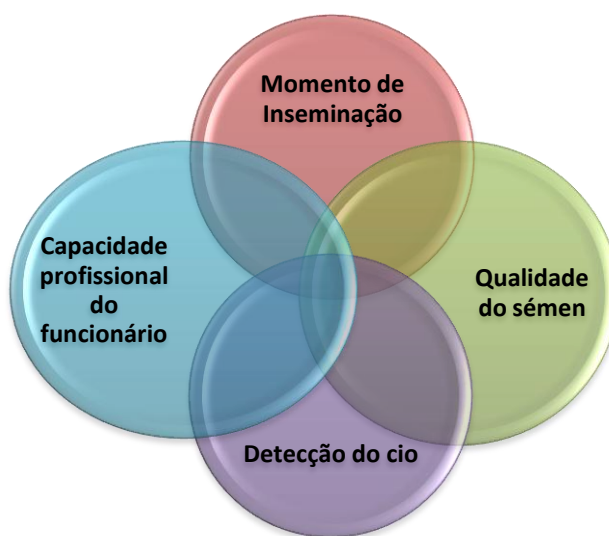 Momento de
Inseminação
Capacidade
profissional
do
funcionário
Qualidade
do sémen
Detecção do cio